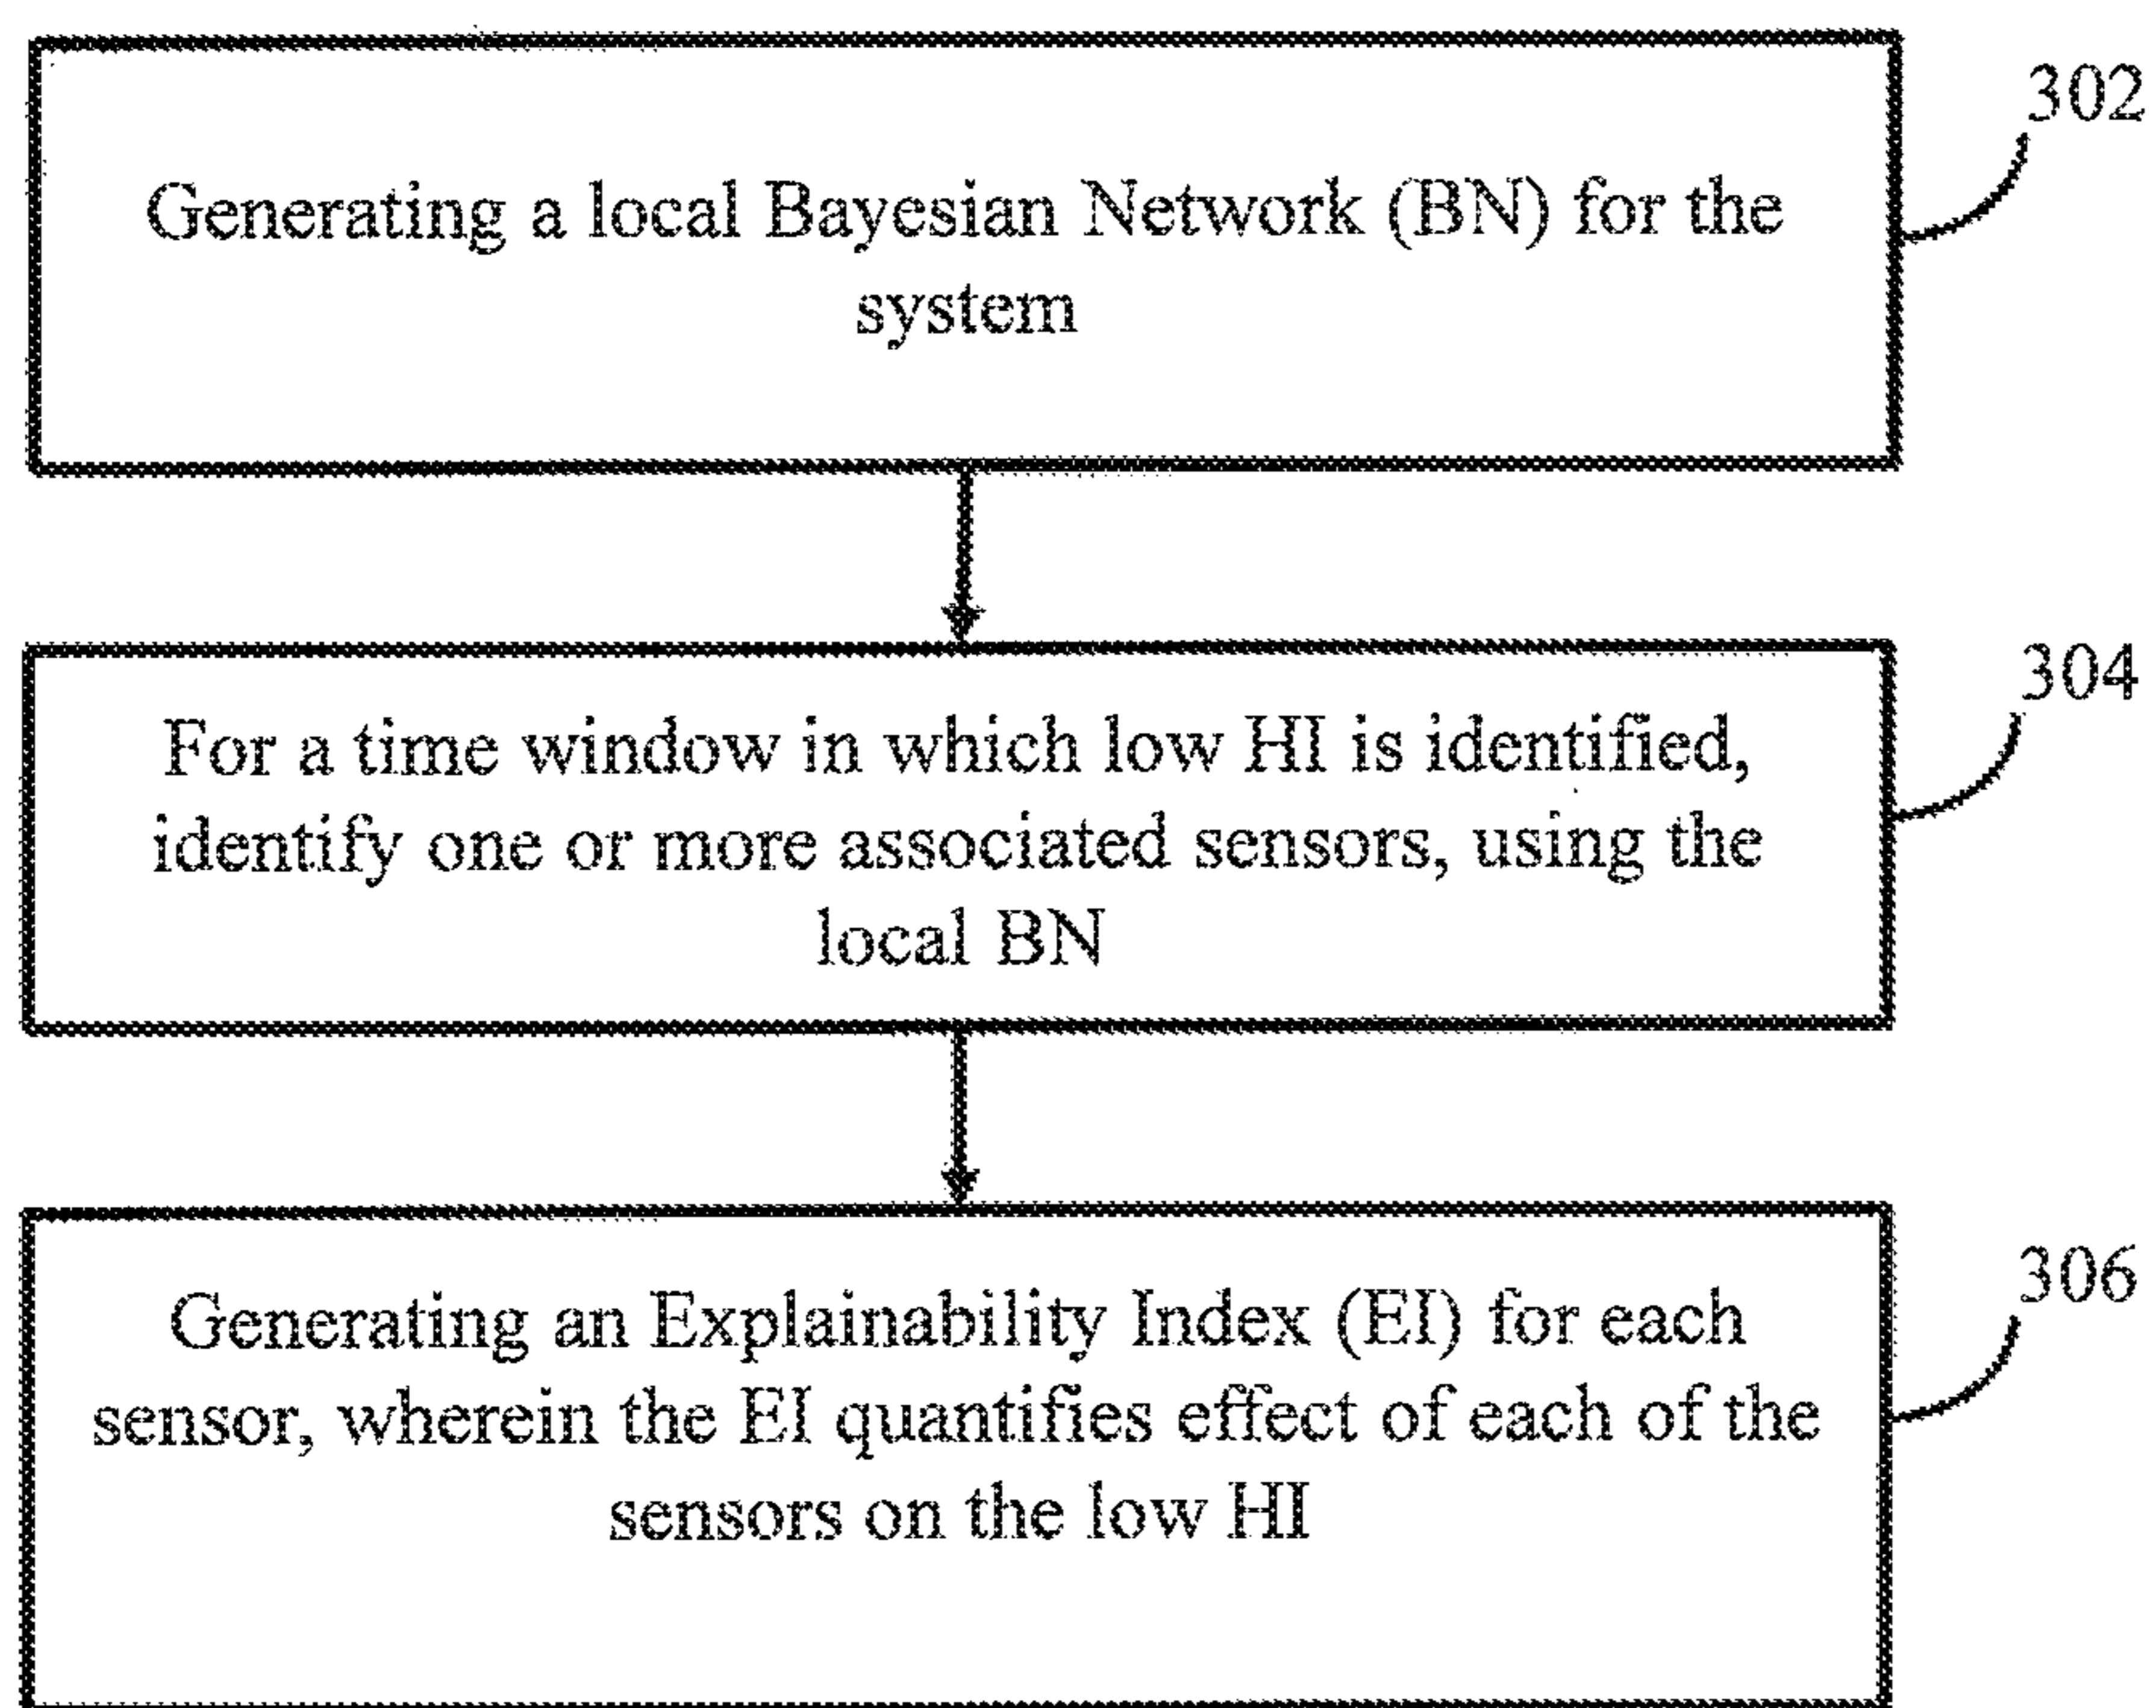 Generating a local Bayesian Network (BN) for the
system
302
For a time window in which low HI is identified,
identify one or more associated sensors, using the
local BN
304
Generating an Explainability Index (EI) for each
sensor, wherein the EI quantifies effect of each of the
sensors on the low HI
306